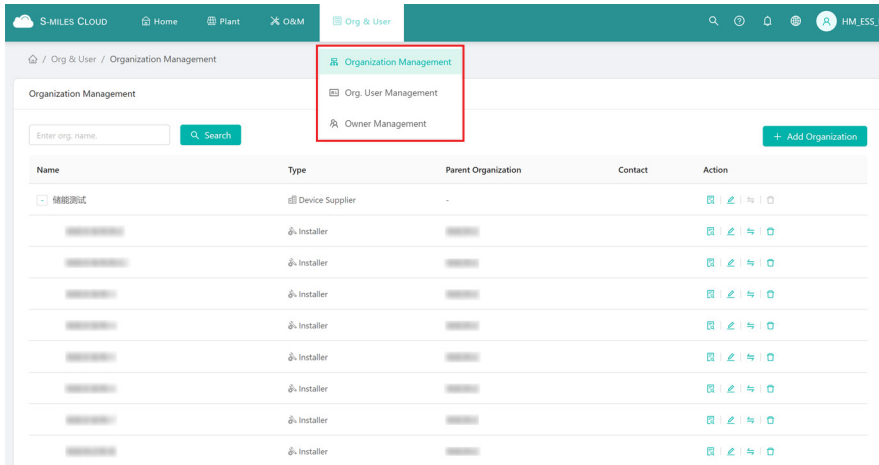 S-MILES CLOUD Home Plant O&M Org & User HM_ESS_
/ Org & User / Organization Management
Organization Management
Org. User Management
Owner Management
Organization Management
Enter org. name. Search + Add Organization
Name Type Parent Organization Contact Action
储能测试 Device Supplier -
Installer
Installer
Installer
Installer
Installer
Installer
Installer
Installer